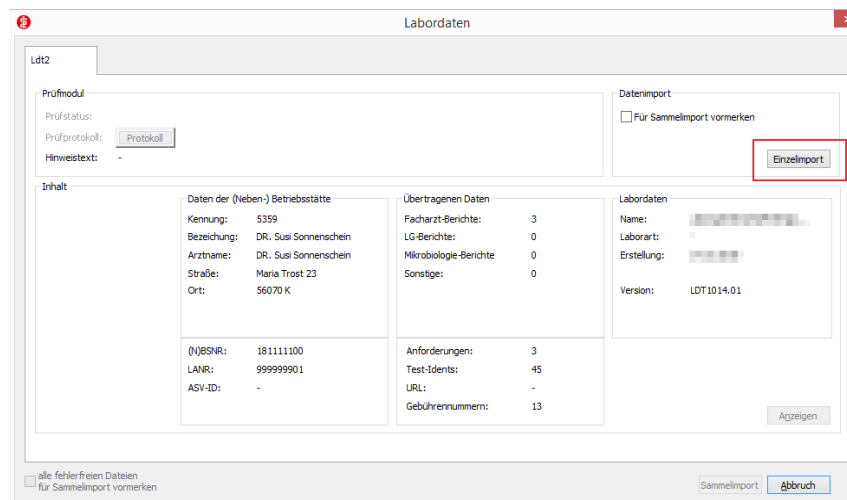 Labordaten
Ldt2
Prüfmodul
Prüfstatus:
Prüfprotokoll: Protokoll
Hinweistext: -
Datenimport
Für Sammelimport vormerken
Einzelimport
Inhalt
Daten der (Neben-) Betriebsstätte
Kennung: 5359
Bezeichung: DR. Susi Sonnenschein
Arztname: DR. Susi Sonnenschein
Straße: Maria Trost 23
Ort: 56070 K
(N)BSNR: 181111100
LANR: 999999901
ASV-ID: -
Übertragenen Daten
Facharzt-Berichte: 3
LG-Berichte: 0
Mikrobiologie-Berichte 0
Sonstige: 0
Anforderungen: 3
Test-Idents: 45
URL: -
Gebührennummern: 13
Labordaten
Name:
Laborart:
Erstellung:
Version: LDT1014.01
Anzeigen
alle fehlerfreien Dateien
für Sammelimport vormerken
Sammelimport Abbruch